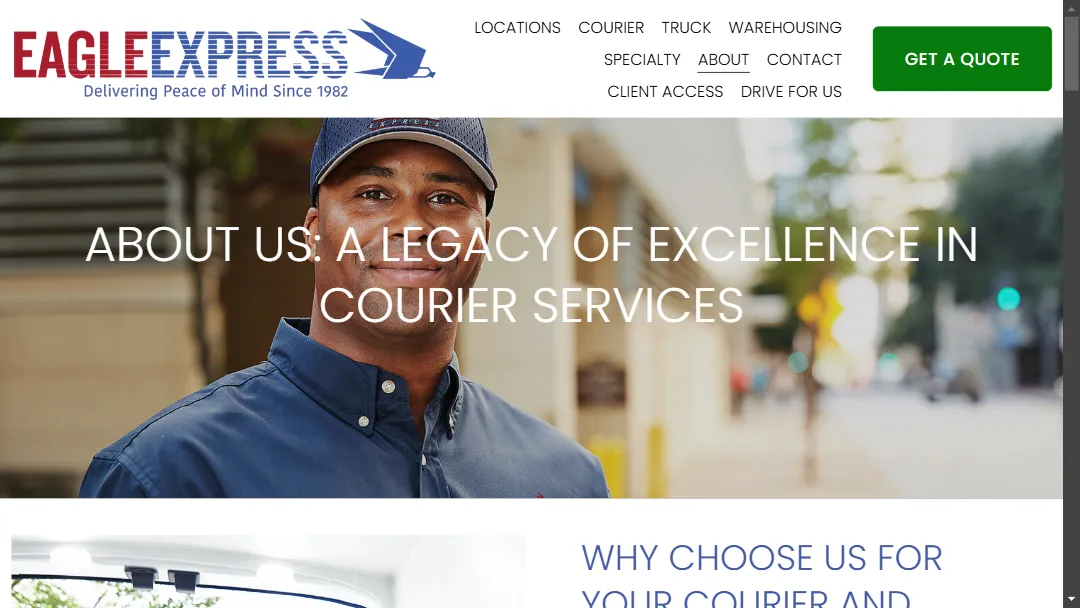 EAGLEEXPRESS
Delivering Peace of Mind Since 1982
LOCATIONS COURIER TRUCK WAREHOUSING
SPECIALTY ABOUT CONTACT
CLIENT ACCESS DRIVE FOR US
GET A QUOTE
EXPRESS
ABOUT US: A LEGACY OF EXCELLENCE IN
COURIER SERVICES
WHY CHOOSE US FOR
YOUR COURIER AND